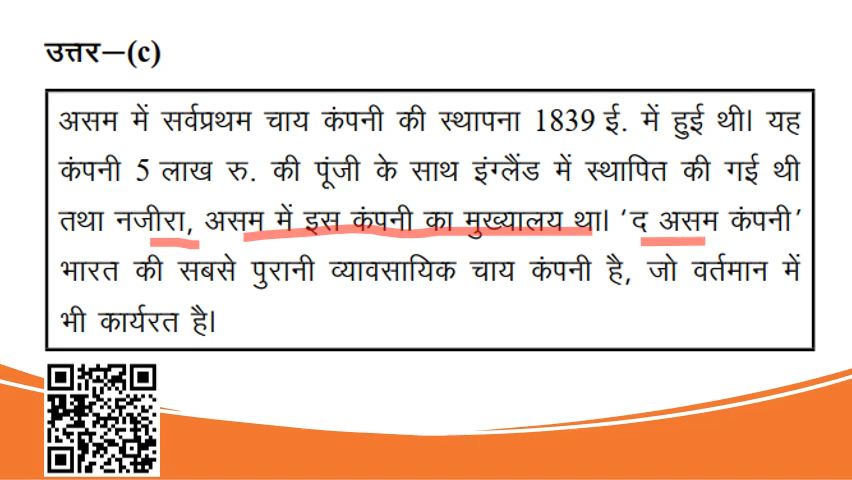 उत्तर–(c)
असम में सर्वप्रथम चाय कंपनी की स्थापना 1839 ई. में हुई थी। यह
कंपनी 5 लाख रु. की पूंजी के साथ इंग्लैंड में स्थापित की गई थी
तथा नजीरा, असम में इस कंपनी का मुख्यालय था। ‘द असम कंपनी’
भारत की सबसे पुरानी व्यावसायिक चाय कंपनी है, जो वर्तमान में
भी कार्यरत है।